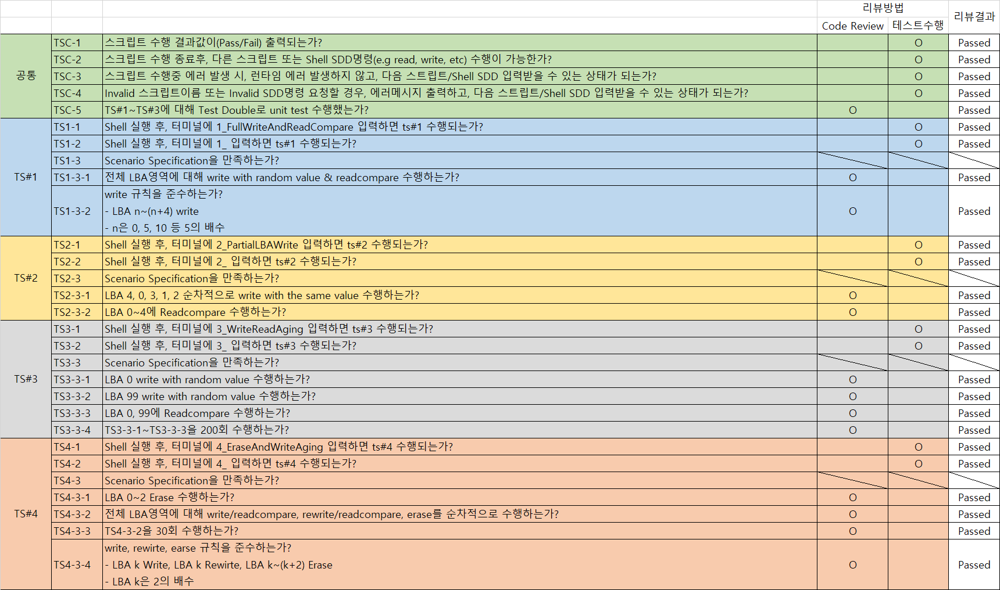 리뷰방법 리뷰결과
Code Review 테스트수행
공통
TSC-1 스크립트 수행 결과값이(Pass/Fail) 출력되는가? O Passed
TSC-2 스크립트 수행 종료후, 다른 스크립트 또는 Shell SDD명령(e.g read, write, etc) 수행이 가능한가? O Passed
TSC-3 스크립트 수행중 에러 발생 시, 런타임 에러 발생하지 않고, 다음 스트립트/Shell SDD 입력받을 수 있는 상태가 되는가? O Passed
TSC-4 Invalid 스크립트이름 또는 Invalid SDD명령 요청할 경우, 에러메시지 출력하고, 다음 스트립트/Shell SDD 입력받을 수 있는 상태가 되는가? O Passed
TSC-5 TS#1~TS#3에 대해 Test Double로 unit test 수행했는가? O Passed
TS#1
TS1-1 Shell 실행 후, 터미널에 1_FullWriteAndReadCompare 입력하면 ts#1 수행되는가? O Passed
TS1-2 Shell 실행 후, 터미널에 1_ 입력하면 ts#1 수행되는가? O Passed
TS1-3 Scenario Specification을 만족하는가?
TS1-3-1 전체 LBA영역에 대해 write with random value & readcompare 수행하는가? O Passed
TS1-3-2 write 규칙을 준수하는가?
- LBA n~(n+4) write O Passed
- n은 0, 5, 10 등 5의 배수
TS#2
TS2-1 Shell 실행 후, 터미널에 2_PartialLBAWrite 입력하면 ts#2 수행되는가? O Passed
TS2-2 Shell 실행 후, 터미널에 2_ 입력하면 ts#2 수행되는가? O Passed
TS2-3 Scenario Specification을 만족하는가?
TS2-3-1 LBA 4, 0, 3, 1, 2 순차적으로 write with the same value 수행하는가? O Passed
TS2-3-2 LBA 0~4에 Readcompare 수행하는가? O Passed
TS#3
TS3-1 Shell 실행 후, 터미널에 3_WriteReadAging 입력하면 ts#3 수행되는가? O Passed
TS3-2 Shell 실행 후, 터미널에 3_ 입력하면 ts#3 수행되는가? O Passed
TS3-3 Scenario Specification을 만족하는가?
TS3-3-1 LBA 0 write with random value 수행하는가? O Passed
TS3-3-2 LBA 99 write with random value 수행하는가? O Passed
TS3-3-3 LBA 0, 99에 Readcompare 수행하는가? O Passed
TS3-3-4 TS3-3-1~TS3-3-3을 200회 수행하는가? O Passed
TS#4
TS4-1 Shell 실행 후, 터미널에 4_EraseAndWriteAging 입력하면 ts#4 수행되는가? O Passed
TS4-2 Shell 실행 후, 터미널에 4_ 입력하면 ts#4 수행되는가? O Passed
TS4-3 Scenario Specification을 만족하는가?
TS4-3-1 LBA 0~2 Erase 수행하는가? O Passed
TS4-3-2 전체 LBA영역에 대해 write/readcompare, rewrite/readcompare, erase를 순차적으로 수행하는가? O Passed
TS4-3-3 TS4-3-2을 30회 수행하는가? O Passed
TS4-3-4 write, rewirte, earse 규칙을 준수하는가?
- LBA k Write, LBA k Rewirte, LBA k~(k+2) Erase O Passed
- LBA k은 2의 배수